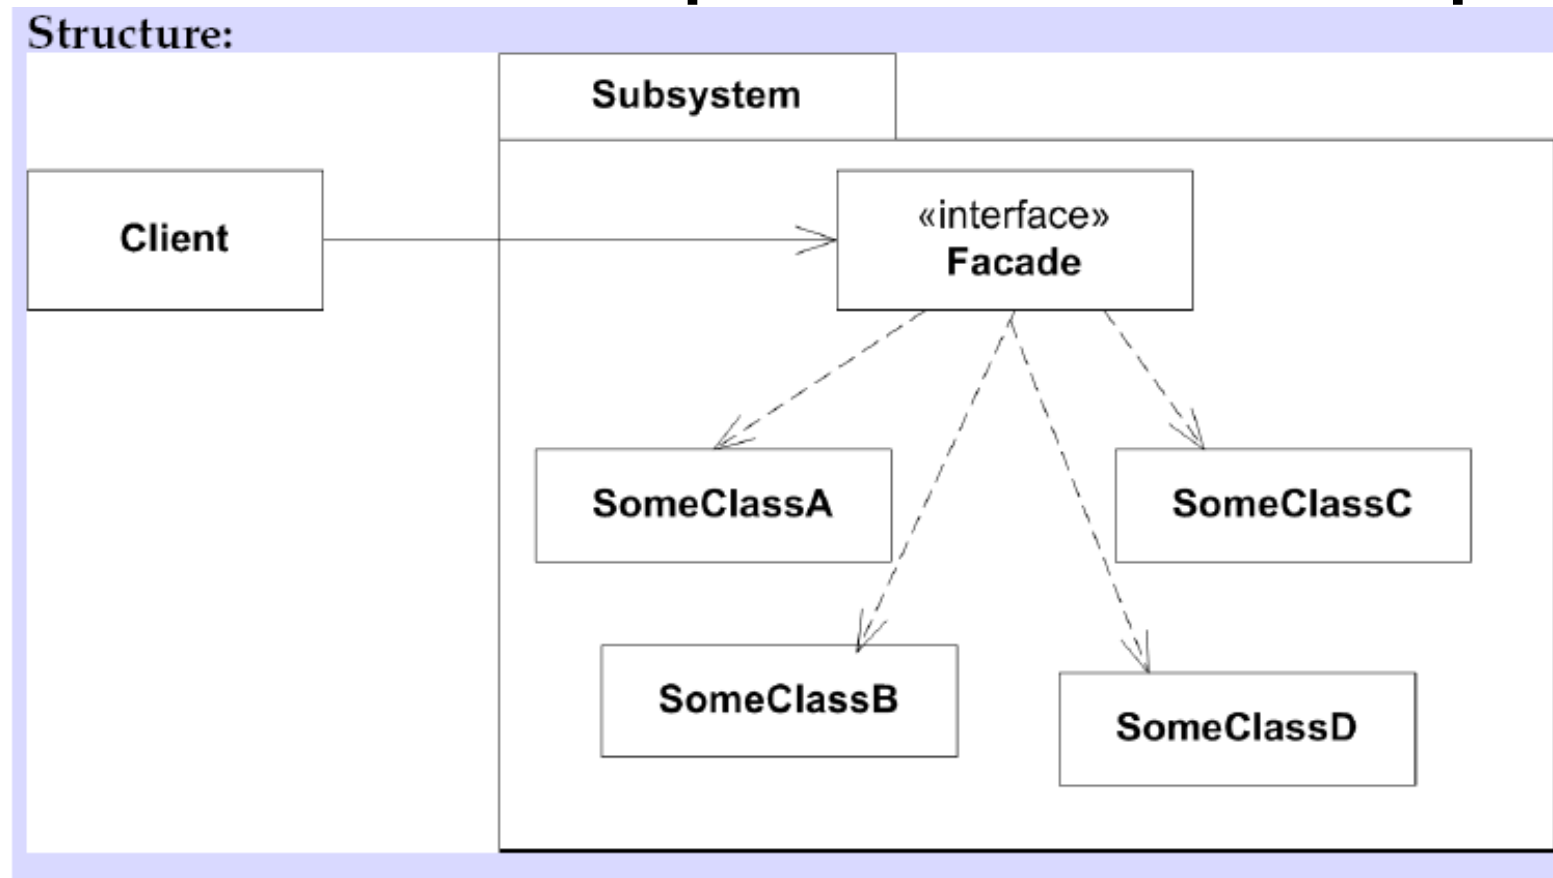 Structure:
Subsystem
Client
«interface»
Facade
SomeClassA
SomeClassC
SomeClassB
SomeClassD